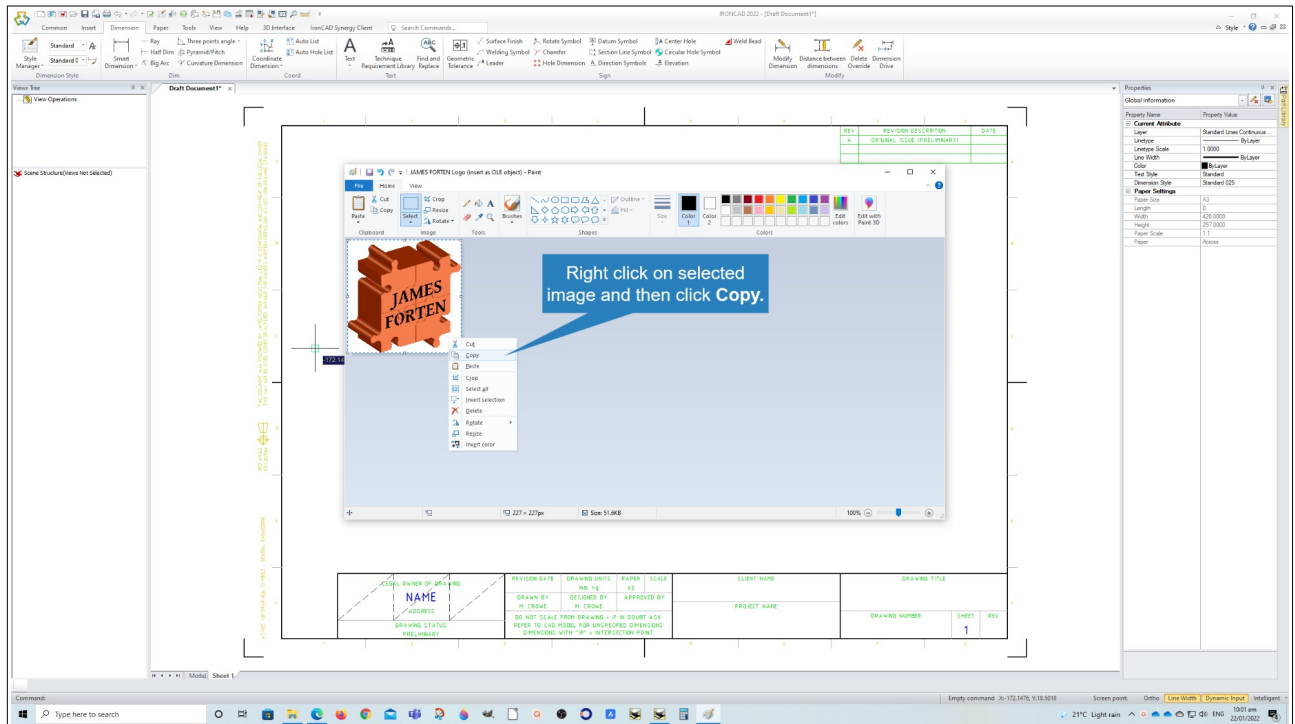 IRONCAD 2022 - [Draft Document1*]
Common Insert Dimension Paper Tools View Help 3D Interface IronCAD Synergy Client Search Commands...
Style
Style Manager
Standard
Standard 0
Dimension Style
Smart Dimension
Ray
Half Dim
Big Arc
Three points angle
Pyramid/Pitch
Curvature Dimension
Dim
Coordinate Dimension
Auto List
Auto Hole List
Coord
Text
Technique Requirement Library
Find and Replace
Text
Geometric Tolerance
Surface Finish
Welding Symbol
Leader
Rotate Symbol
Chamfer
Hole Dimension
Datum Symbol
Section Line Symbol
Direction Symbols
Center Hole
Circular Hole Symbol
Elevation
Weld Bead
Sign
Modify Dimension
Distance between dimensions
Delete Override
Dimension Drive
Modify
Views Tree
View Operations
Scene Structure(Views Not Selected)
Draft Document1*
REV REVISION DESCRIPTION DATE
A ORIGINAL ISSUE (PRELIMINARY)
JAMES FORTEN Logo (insert as OLE object) - Paint
File Home View
Paste
Cut
Copy
Clipboard
Select
Crop
Resize
Rotate
Image
Tools
Brushes
Outline
Fill
Shapes
Size
Color 1
Color 2
Colors
Edit colors
Edit with Paint 3D
JAMES
FORTEN
Right click on selected
image and then click Copy.
Cut
Copy
Paste
Crop
Select all
Invert selection
Delete
Rotate
Resize
Invert color
-172.14
227 × 227px
Size: 51.6KB
100%
LEGAL OWNER OF DRAWING
NAME
ADDRESS
DRAWING STATUS
PRELIMINARY
REVISION DATE
DRAWING UNITS
mm, kg
PAPER
A3
SCALE
DRAWN BY
M. CROWE
DESIGNED BY
M. CROWE
APPROVED BY
DO NOT SCALE FROM DRAWING - IF IN DOUBT ASK
REFER TO CAD MODEL FOR UNSPECIFIED DIMENSIONS
DIMENSIONS WITH "IP" = INTERSECTION POINT
CLIENT NAME
PROJECT NAME
DRAWING TITLE
DRAWING NUMBER
SHEET
1
REV
Properties
Global Information
Property Name Property Value
Current Attribute
Layer Standard Lines Continuous ...
Linetype ByLayer
Linetype Scale 1.0000
Line Width ByLayer
Color ByLayer
Text Style Standard
Dimension Style Standard 025
Paper Settings
Paper Size A3
Length 0
Width 420.0000
Height 297.0000
Paper Scale 1:1
Paper Across
Part Library
Model Sheet 1
Command:
Empty command X:-172.1476, Y:18.5018 Screen point: Ortho Line Width Dynamic Input Intelligent
Type here to search
21°C Light rain
ENG
10:01 am
22/01/2022